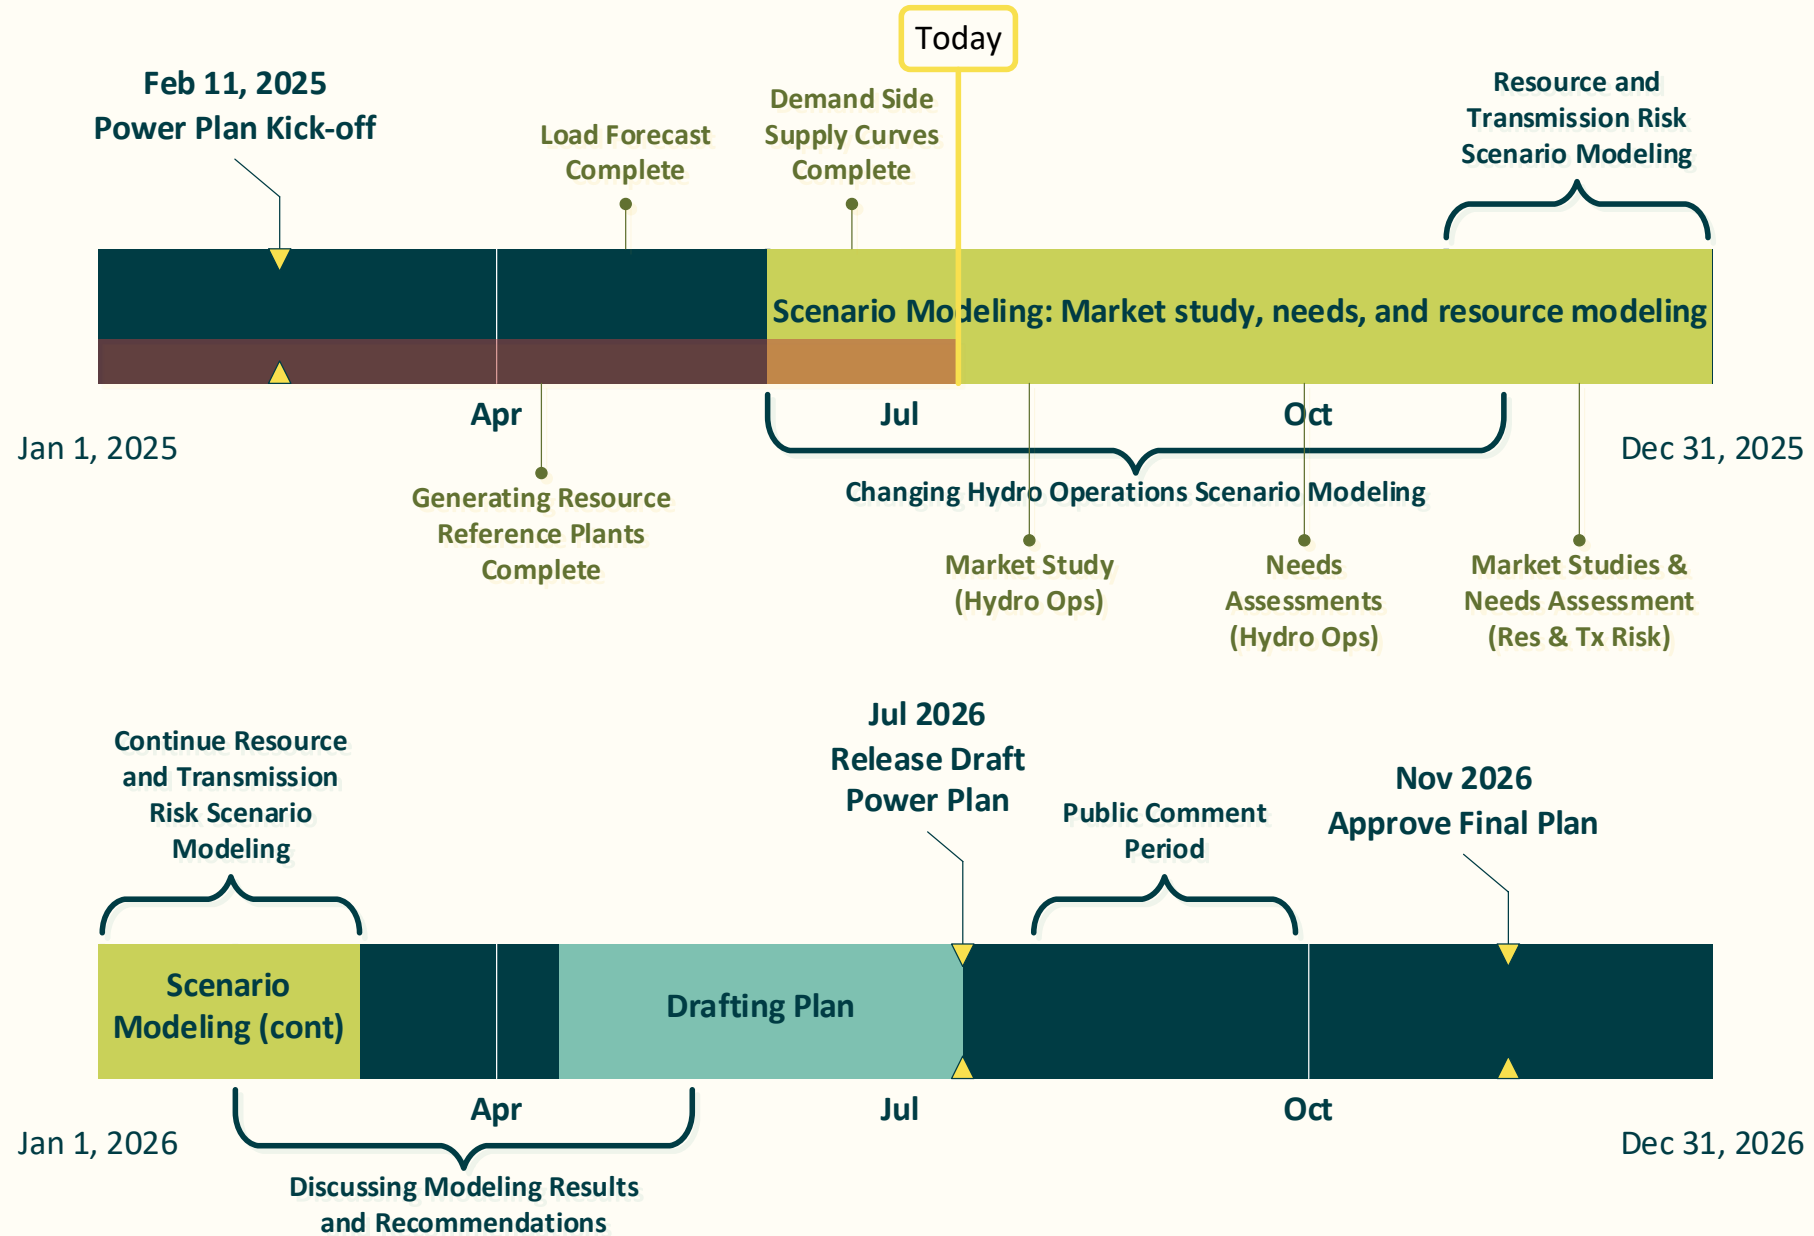 Today
Feb 11, 2025
Power Plan Kick-off
Load Forecast
Complete
Demand Side
Supply Curves
Complete
Resource and
Transmission Risk
Scenario Modeling
Scenario Modeling: Market study, needs, and resource modeling
Apr
Jul
Oct
Jan 1, 2025
Dec 31, 2025
Changing Hydro Operations Scenario Modeling
Generating Resource
Reference Plants
Complete
Market Study
(Hydro Ops)
Needs
Assessments
(Hydro Ops)
Market Studies &
Needs Assessment
(Res & Tx Risk)
Continue Resource
and Transmission
Risk Scenario
Modeling
Jul 2026
Release Draft
Power Plan
Public Comment
Period
Nov 2026
Approve Final Plan
Scenario
Modeling (cont)
Drafting Plan
Apr
Jul
Oct
Jan 1, 2026
Dec 31, 2026
Discussing Modeling Results
and Recommendations